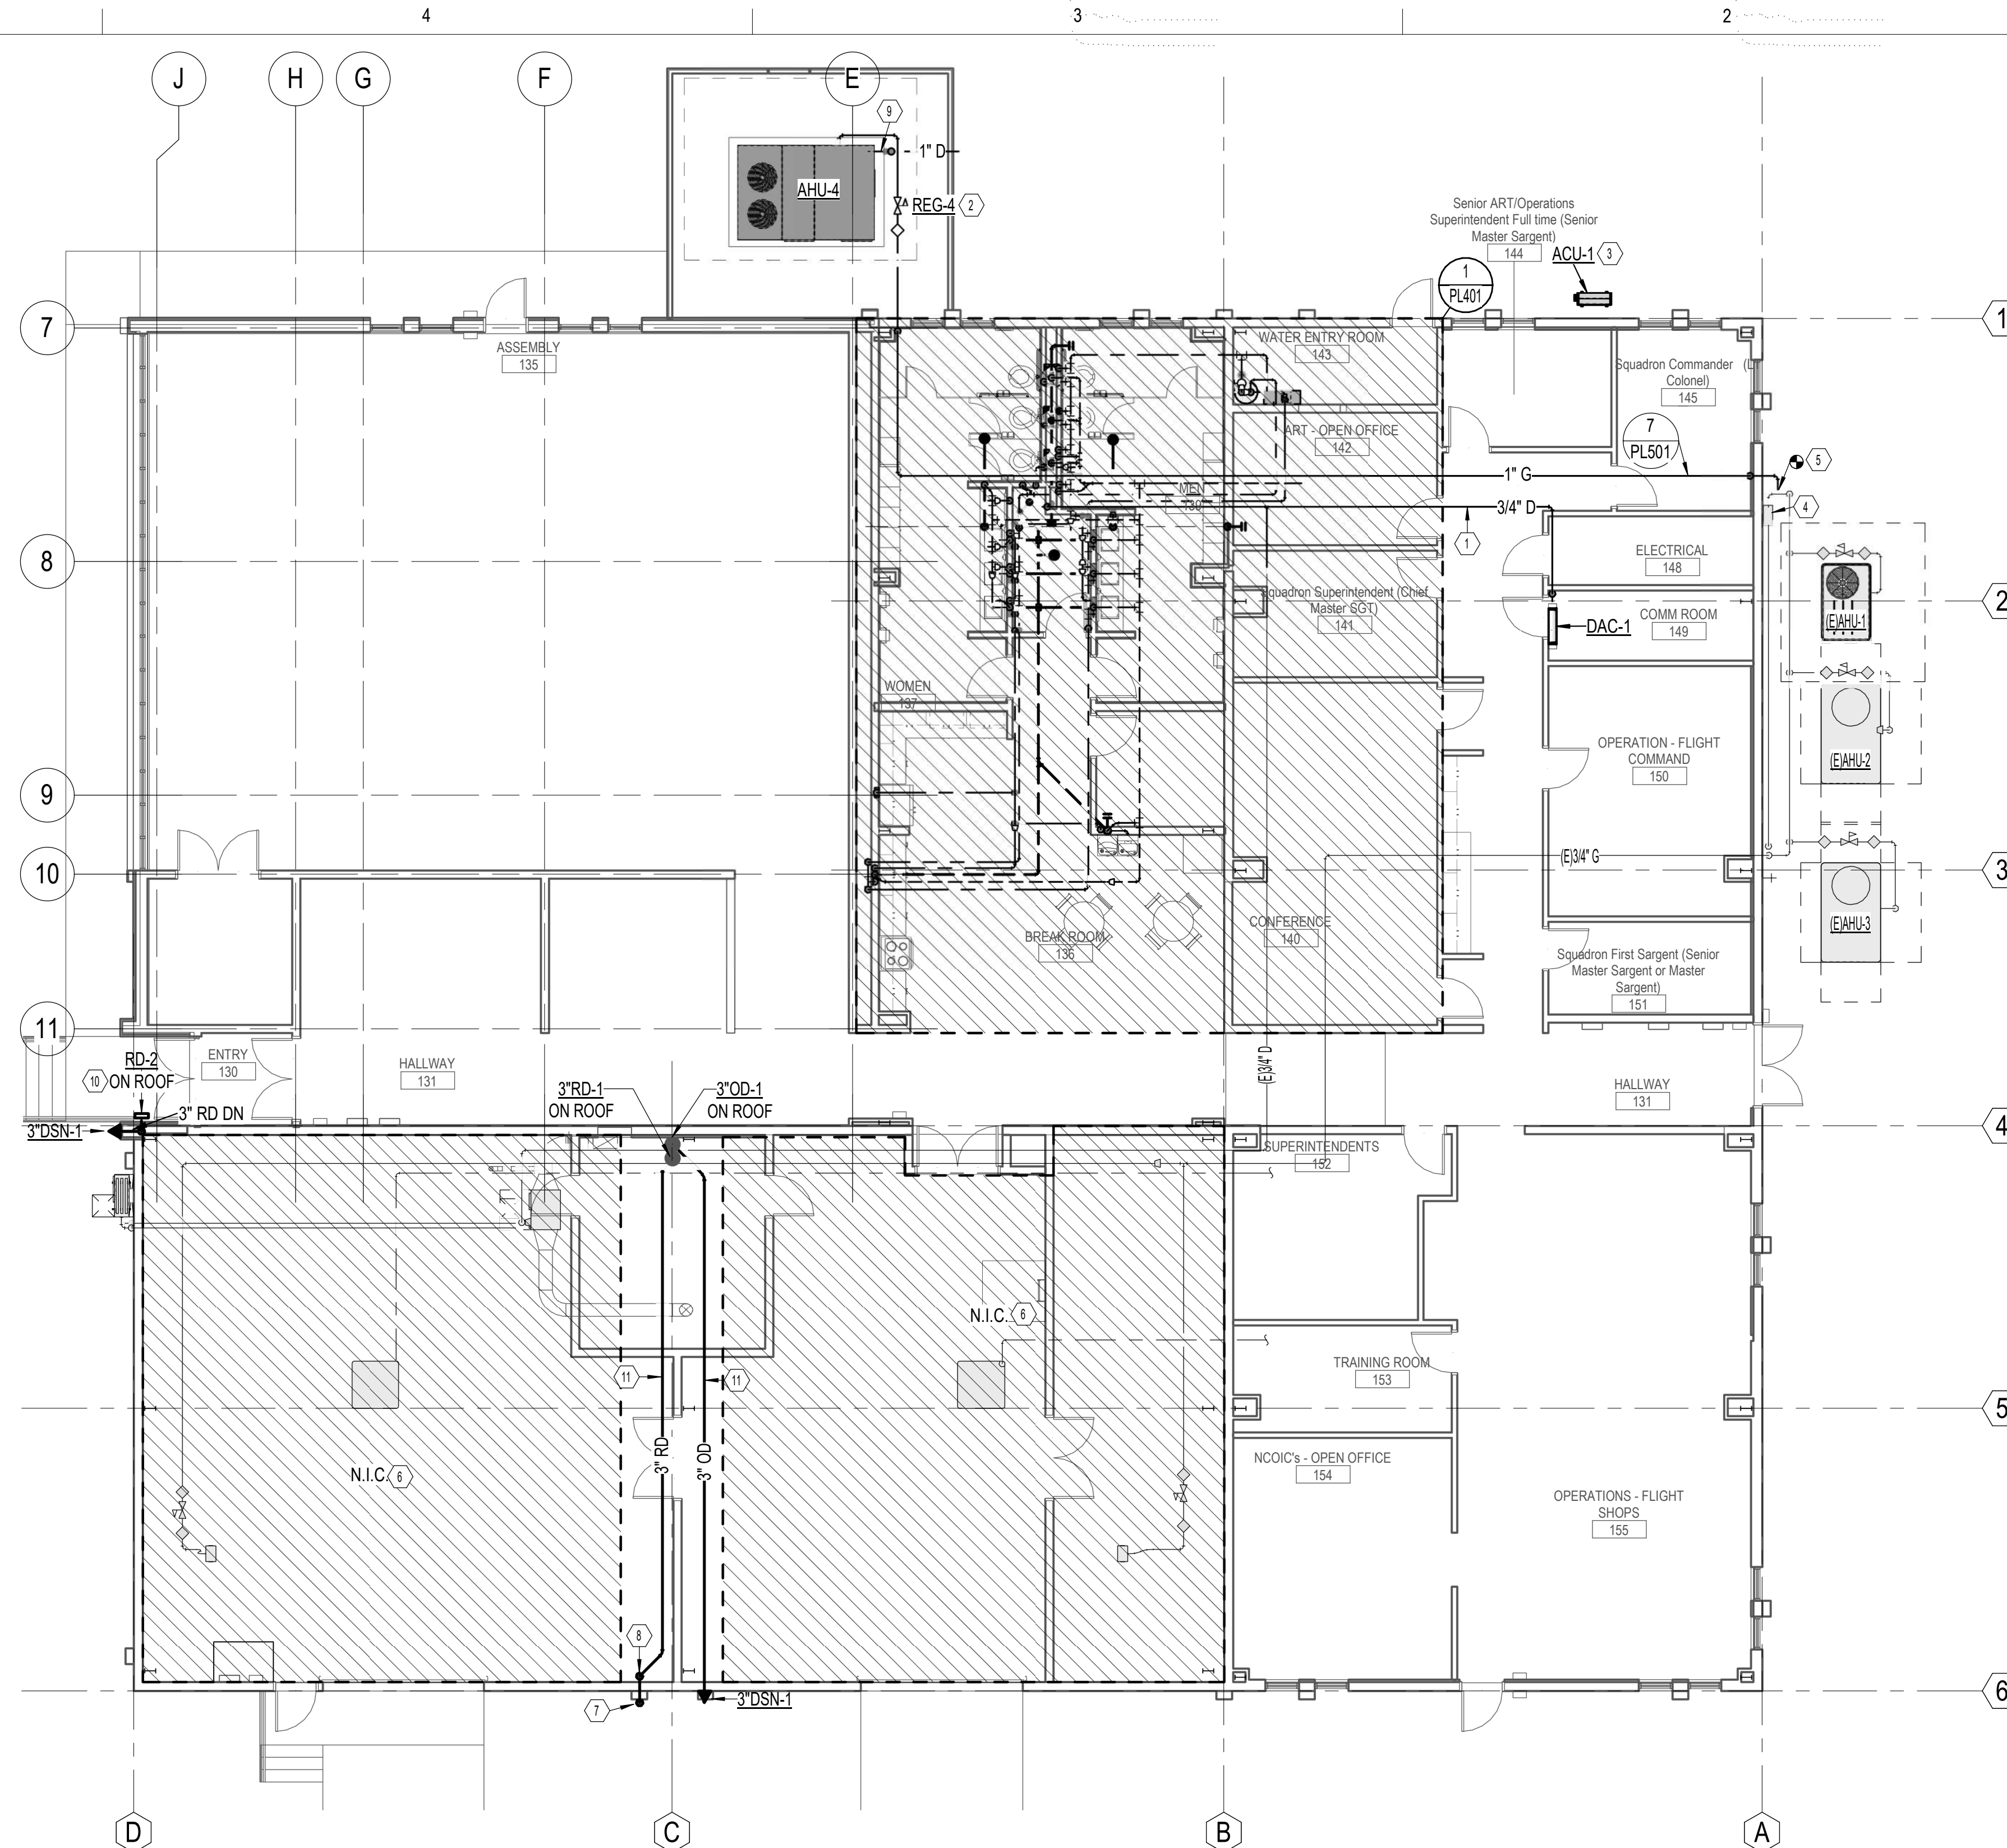 4
3
2
J
H
G
F
E
9
1" D
AHU-4
REG-4 2
Senior ART/Operations
Superintendent Full time (Senior
Master Sargent)
144
ACU-1 3
1
PL401
7
1
ASSEMBLY
135
WATER ENTRY ROOM
143
Squadron Commander (LT
Colonel)
145
ART - OPEN OFFICE
142
7
PL501
5
1" G
MEN
139
3/4" D
4
1
8
ELECTRICAL
148
2
Squadron Superintendent (Chief
Master SGT)
141
DAC-1
COMM ROOM
149
(E)AHU-1
WOMEN
137
OPERATION - FLIGHT
COMMAND
150
(E)AHU-2
9
10
(E)3/4" G
3
BREAK ROOM
136
CONFERENCE
140
(E)AHU-3
Squadron First Sargent (Senior
Master Sargent or Master
Sargent)
151
11
RD-2
10 ON ROOF
ENTRY
130
HALLWAY
131
3"RD-1
ON ROOF
3"OD-1
ON ROOF
(E)3/4" D
HALLWAY
131
3" RD DN
3"DSN-1
4
SUPERINTENDENTS
152
N.I.C. 6
TRAINING ROOM
153
11
11
5
3" RD
3" OD
N.I.C. 6
NCOIC's - OPEN OFFICE
154
OPERATIONS - FLIGHT
SHOPS
155
8
7
3"DSN-1
6
D
C
B
A